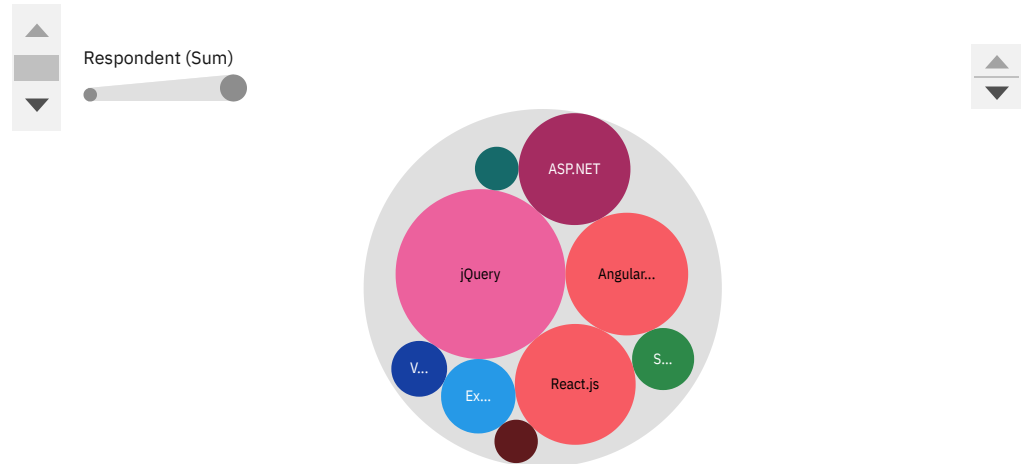 Respondent (Sum)
ASP.NET
jQuery
Angular...
S...
V...
React.js
Ex...